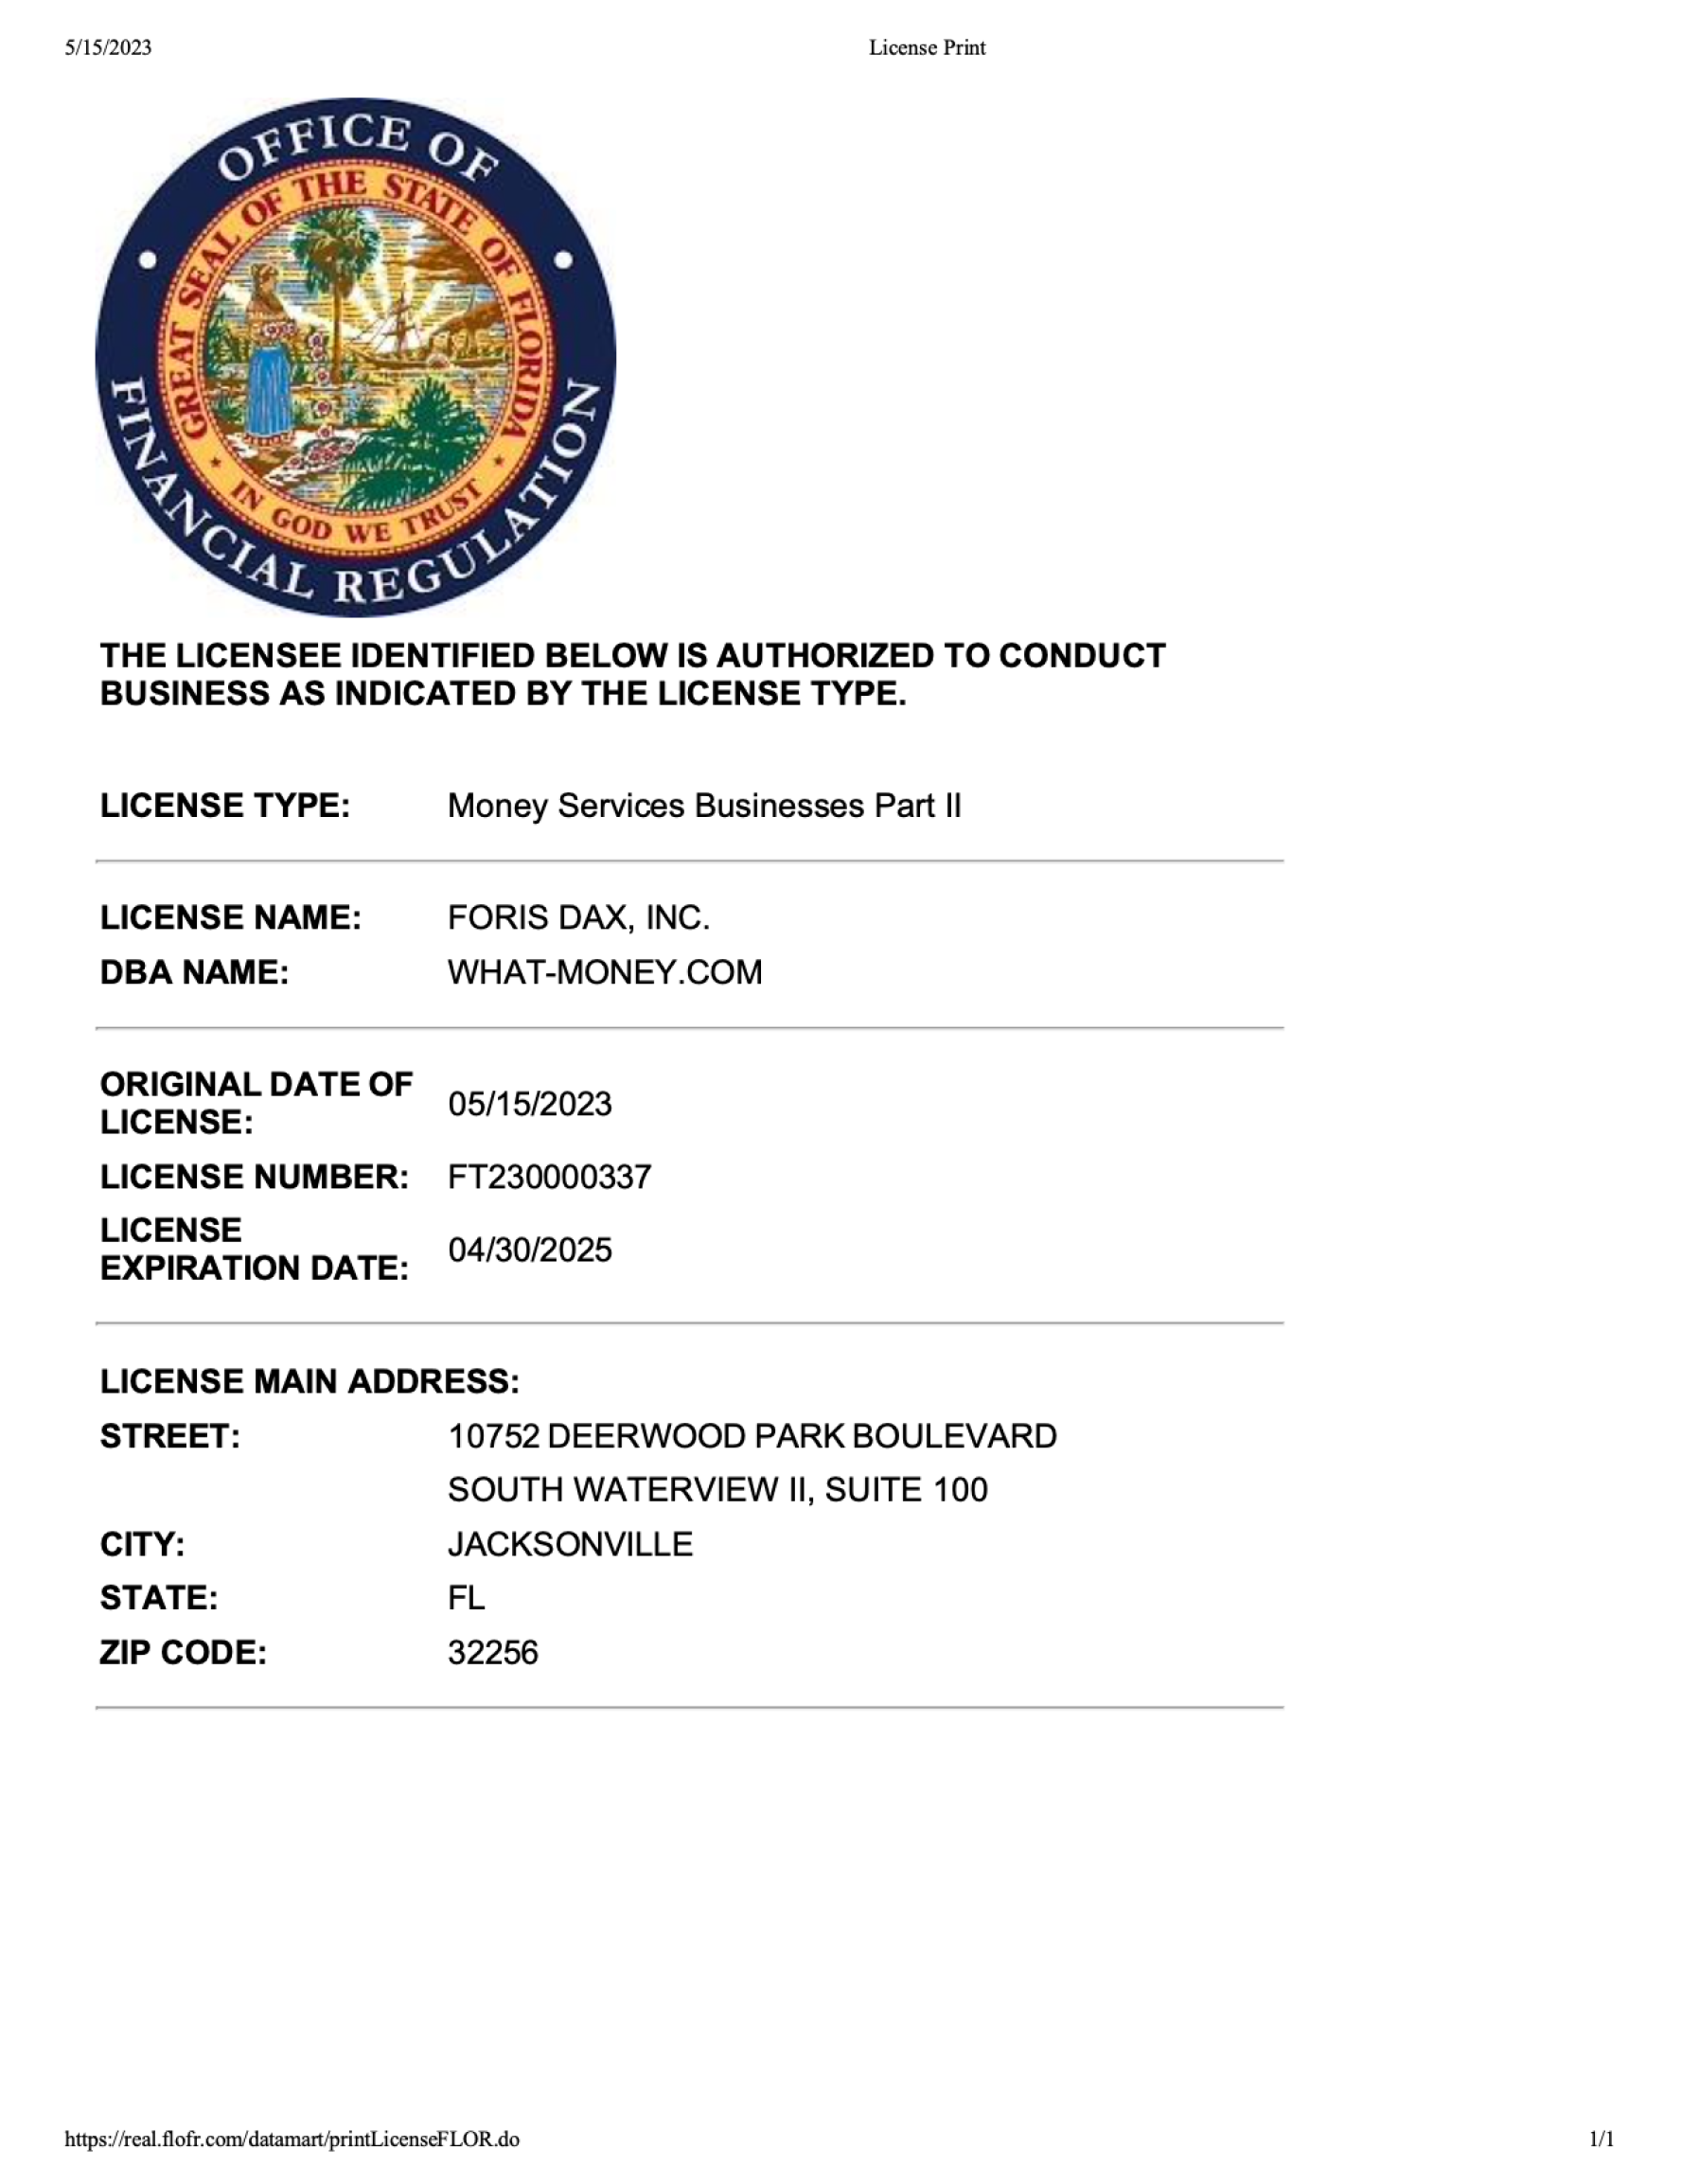 5/15/2023
License Print
OFFICE OF
FINANCIAL REGULATION
GREAT SEAL OF THE STATE OF FLORIDA
IN GOD WE TRUST
THE LICENSEE IDENTIFIED BELOW IS AUTHORIZED TO CONDUCT
BUSINESS AS INDICATED BY THE LICENSE TYPE.
LICENSE TYPE: Money Services Businesses Part II
LICENSE NAME: FORIS DAX, INC.
DBA NAME: WHAT-MONEY.COM
ORIGINAL DATE OF
LICENSE: 05/15/2023
LICENSE NUMBER: FT230000337
LICENSE
EXPIRATION DATE: 04/30/2025
LICENSE MAIN ADDRESS:
STREET: 10752 DEERWOOD PARK BOULEVARD
SOUTH WATERVIEW II, SUITE 100
CITY: JACKSONVILLE
STATE: FL
ZIP CODE: 32256
https://real.flofr.com/datamart/printLicenseFLOR.do
1/1